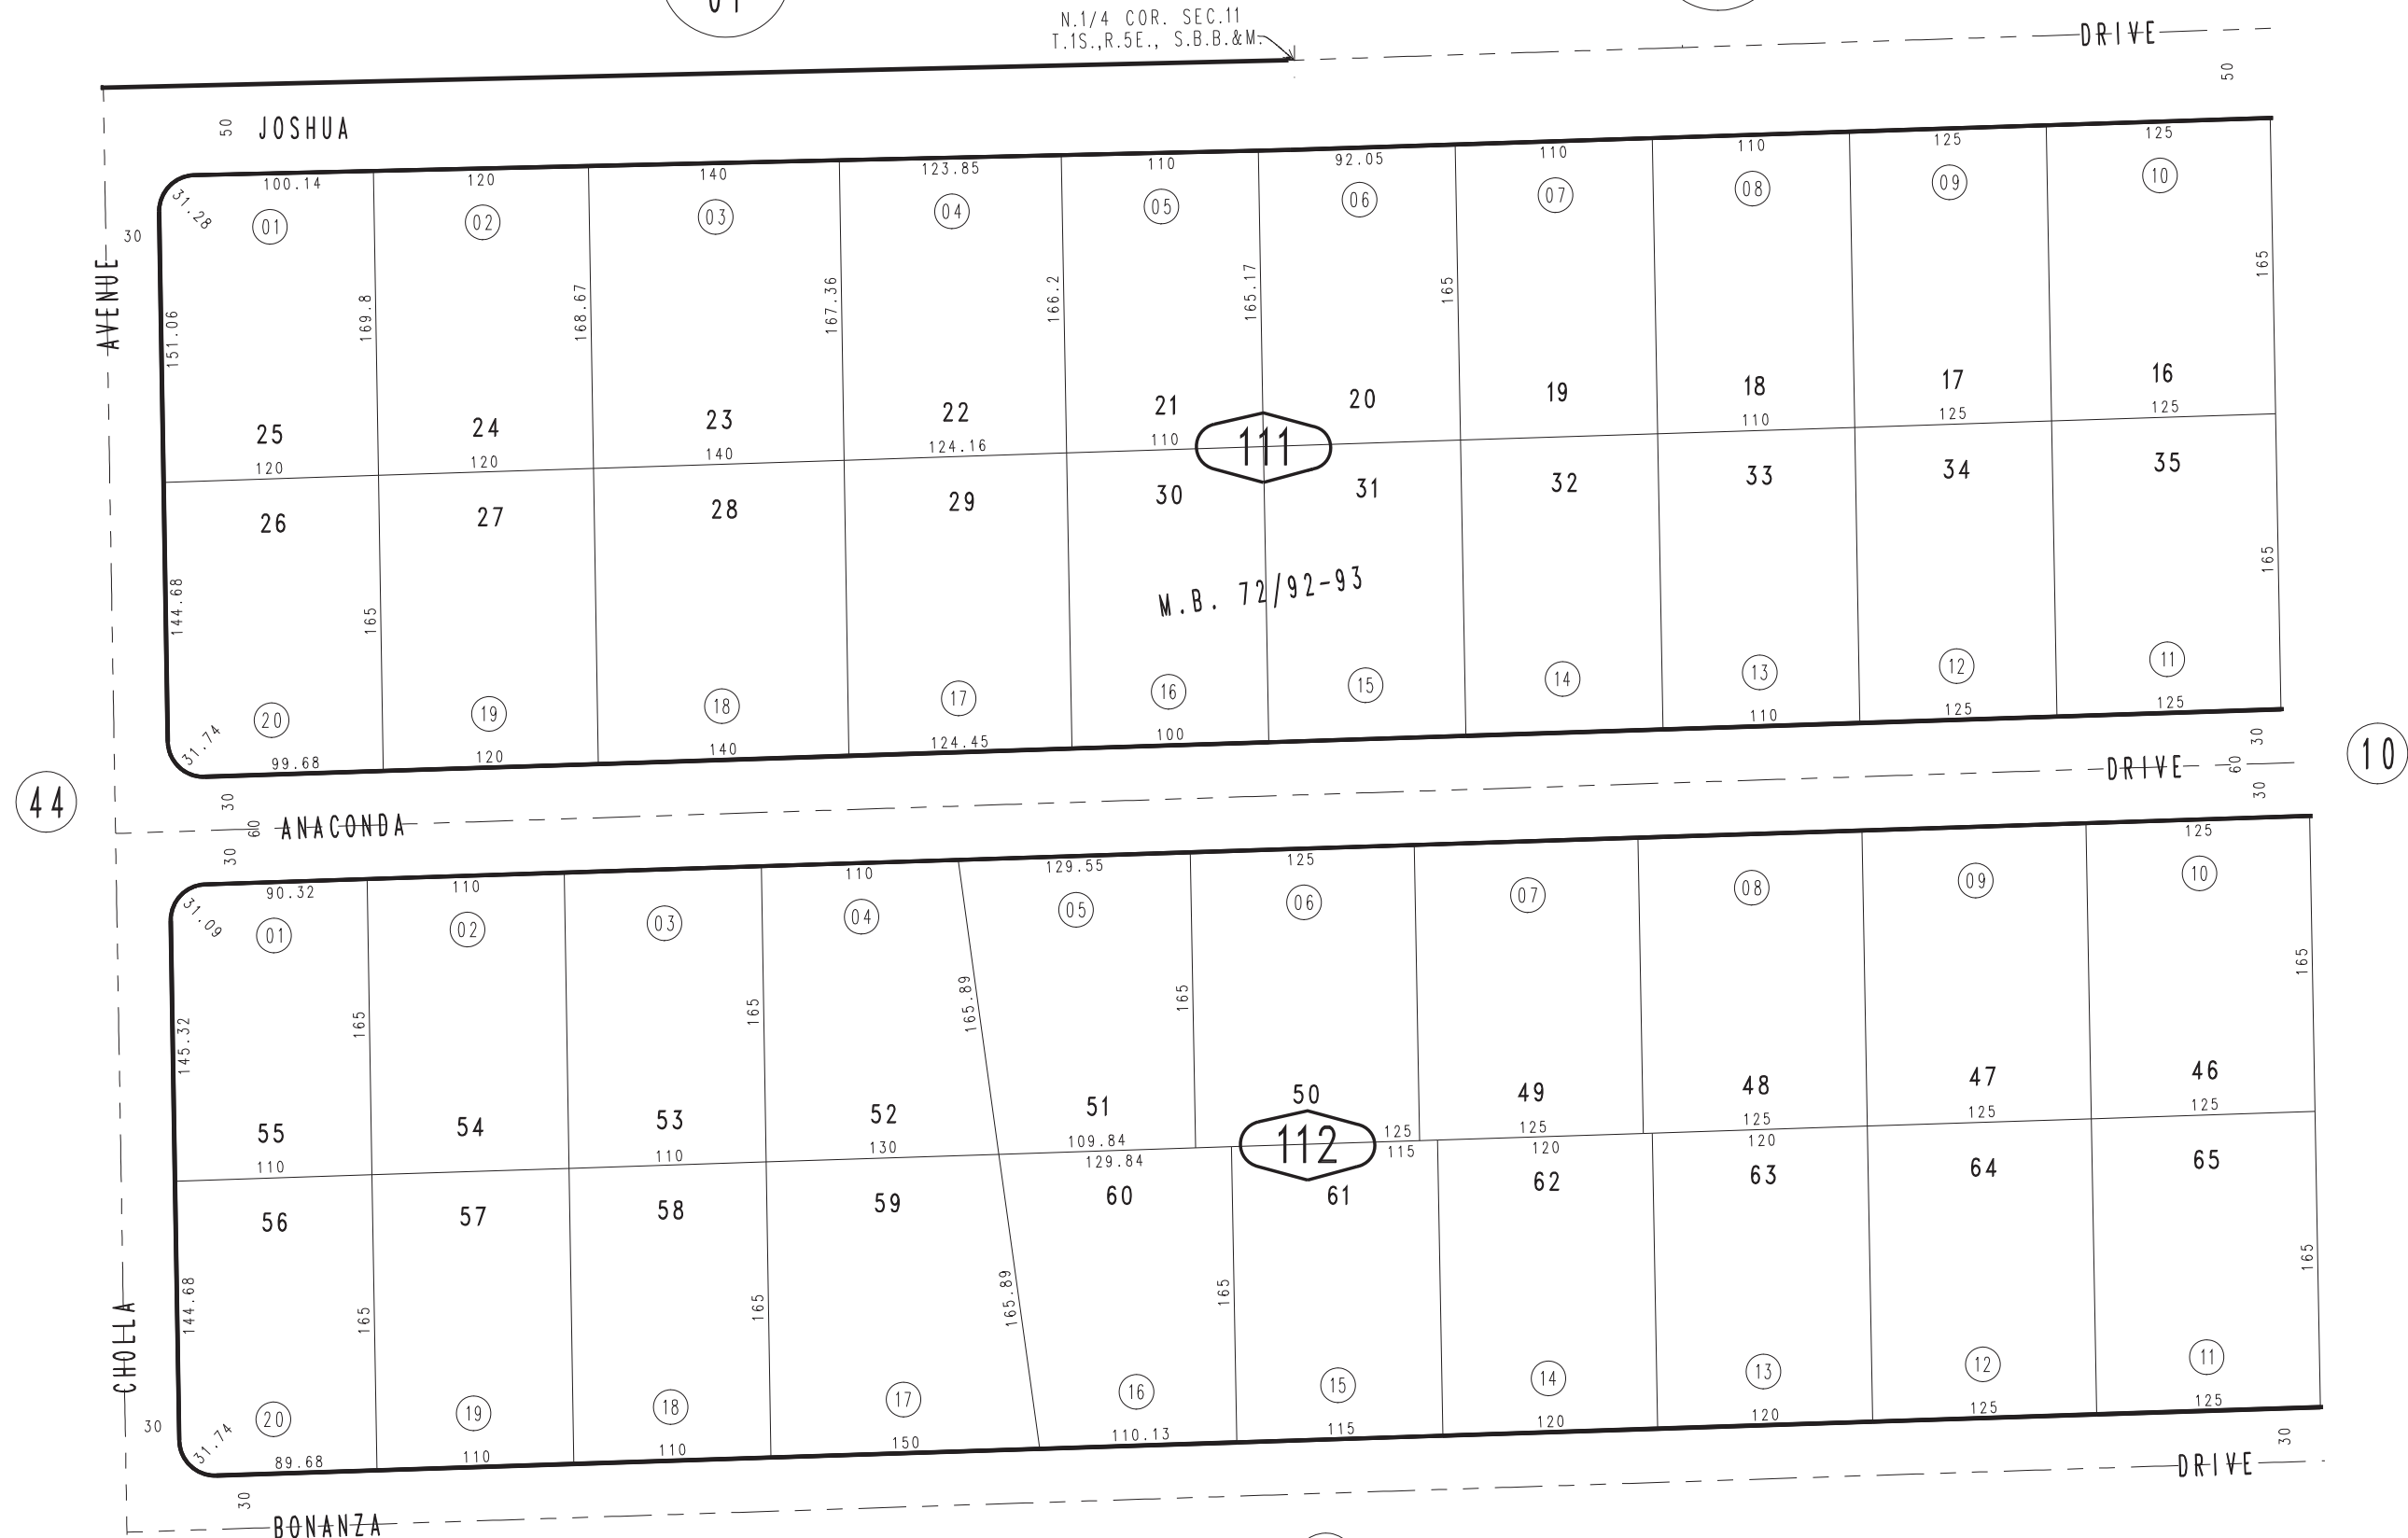 N.1/4 COR. SEC.11
T.1S.,R.5E., S.B.B.&M.
DRIVE
50
50 JOSHUA
100.14 120 140 123.85 110 92.05 110 110 125 125
31.28
01 02 03 04 05 06 07 08 09 10
30
AVENUE
151.06 169.8 168.67 167.36 166.2 165.17 165 165
25 24 23 22 21 20 19 18 17 16
120 120 140 124.16 110 110 125 125
111
26 27 28 29 30 31 32 33 34 35
M.B. 72/92-93
144.68 165 165
20 19 18 17 16 15 14 13 12 11
31.74
99.68 120 140 124.45 100 110 125 125
44
10
30
60
30
ANACONDA
DRIVE
30
60
30
90.32 110 110 129.55 125 125
31.09
01 02 03 04 05 06 07 08 09 10
145.32 165 165 165.89 165 165
55 54 53 52 51 50 49 48 47 46
110 110 130 109.84 125 125 125 125 125
112
129.84 115 120 120
56 57 58 59 60 61 62 63 64 65
144.68 165 165 165.89 165 165
CHOLLA
20 19 18 17 16 15 14 13 12 11
30
31.74
89.68 110 110 150 110.13 115 120 120 125 125
30
30
BONANZA
DRIVE